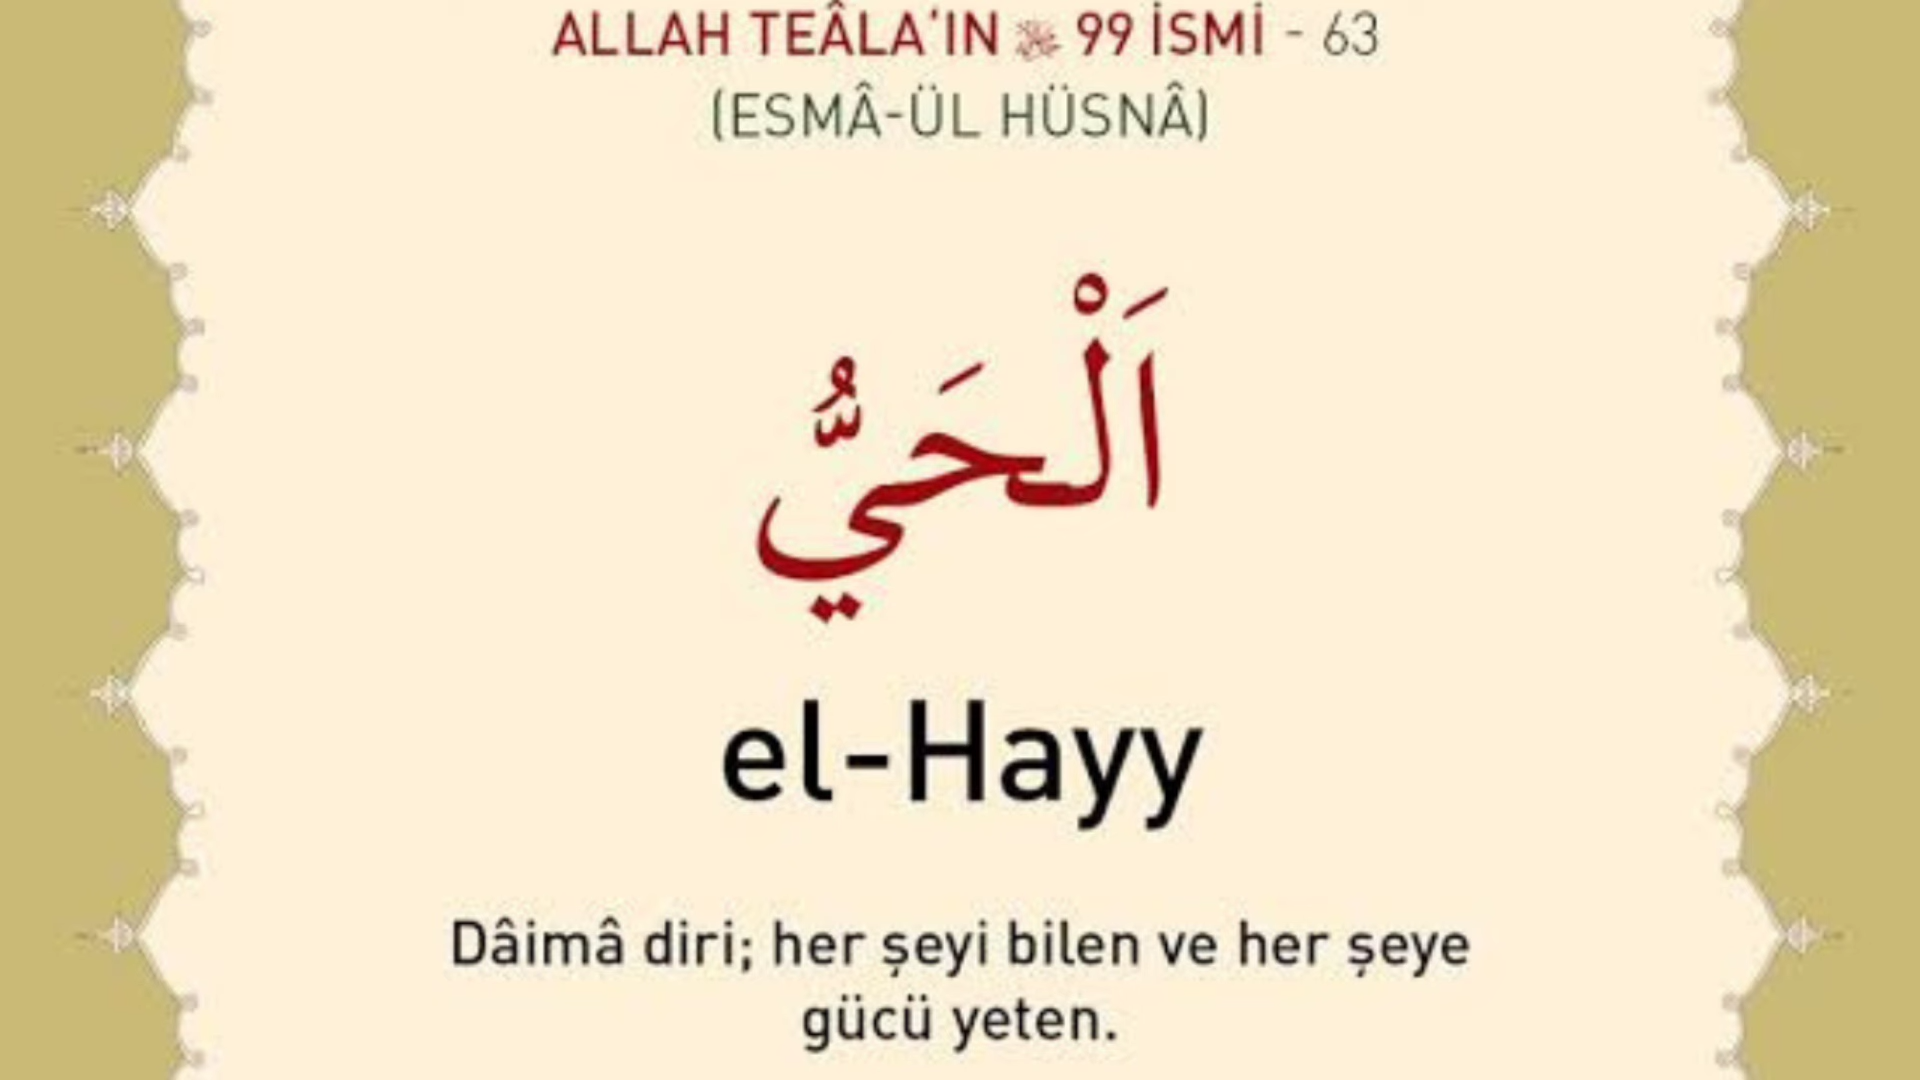 ALLAH TEÂLA'IN ﷻ 99 İSMİ - 63
(ESMÂ-ÜL HÜSNÂ)
اَلْحَيُّ
el-Hayy
Dâimâ diri; her şeyi bilen ve her şeye
gücü yeten.